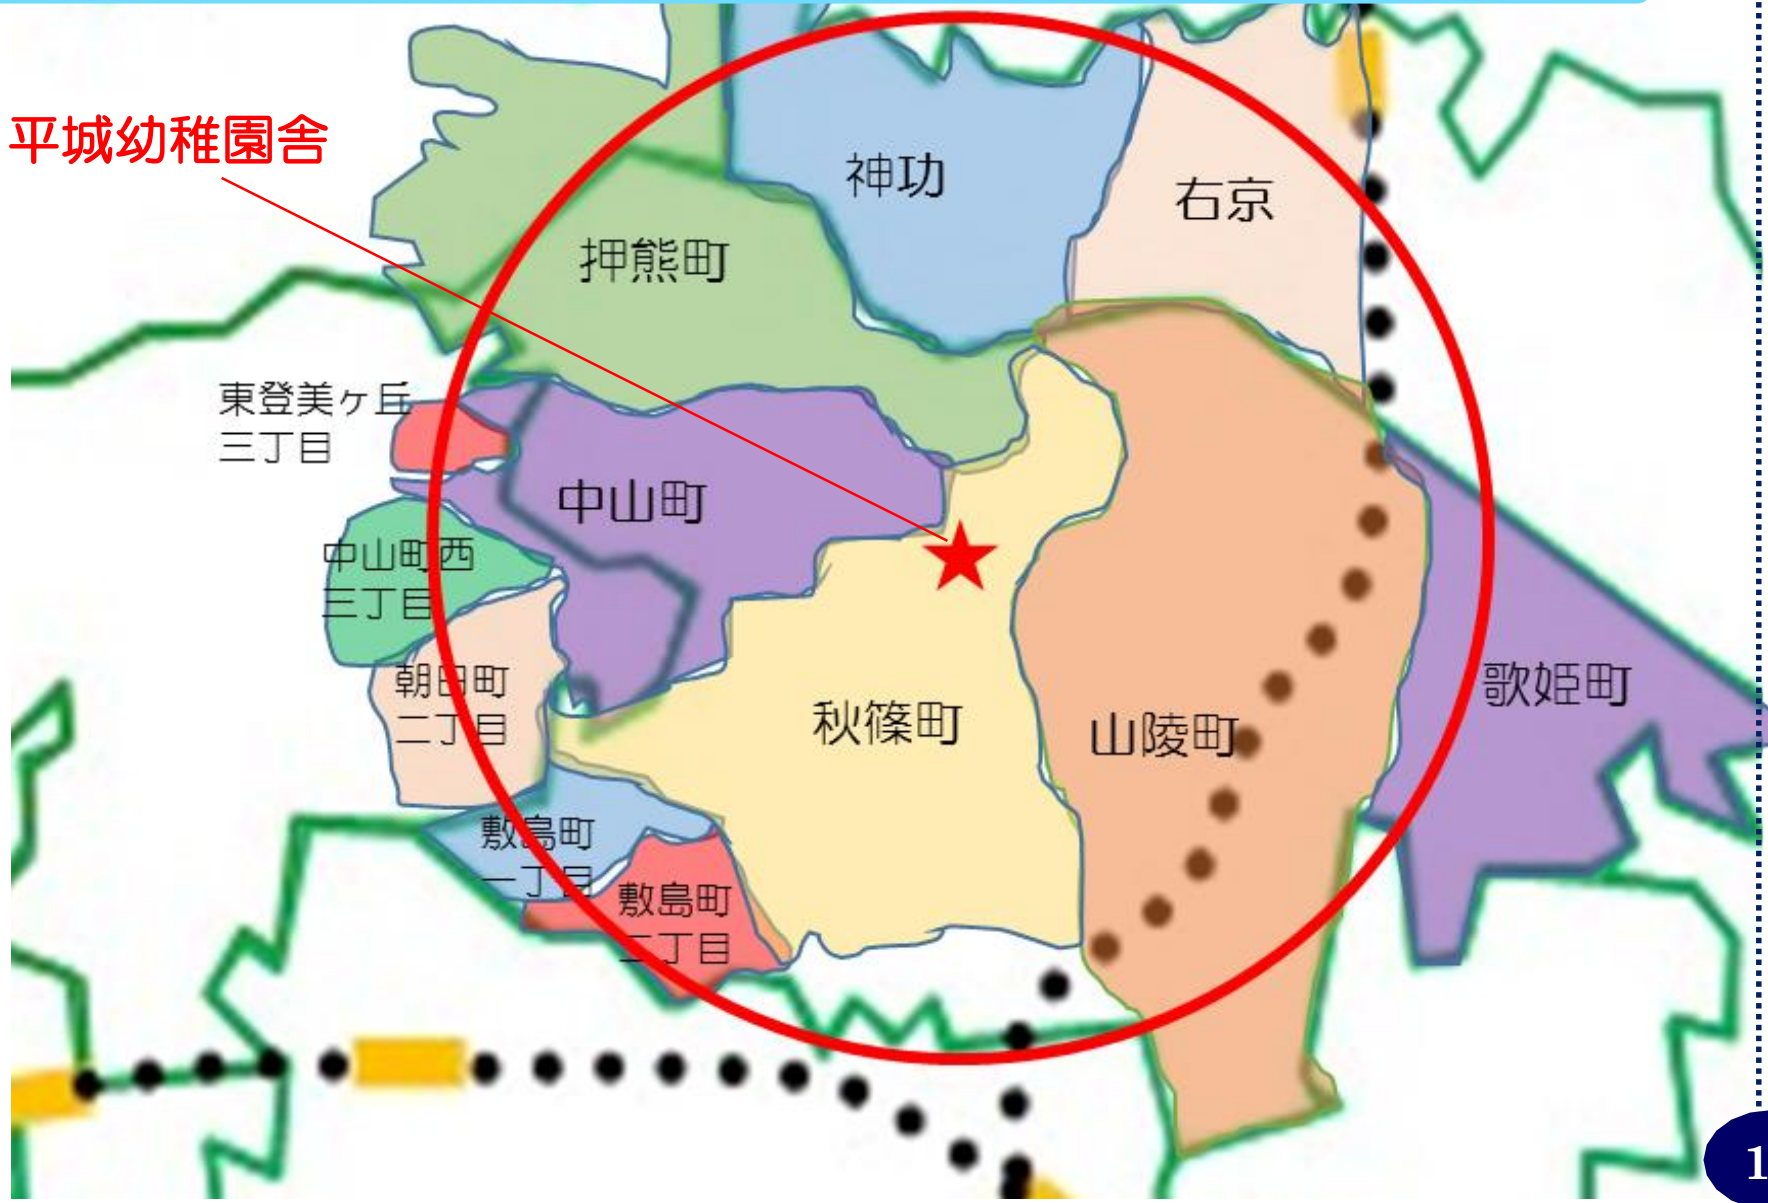 平城幼稚園舎
神功
右京
押熊町
東登美ヶ丘
三丁目
中山町
中山町西
三丁目
朝日町
二丁目
秋篠町
山陵町
歌姫町
敷島町
一丁目
敷島町
二丁目
1